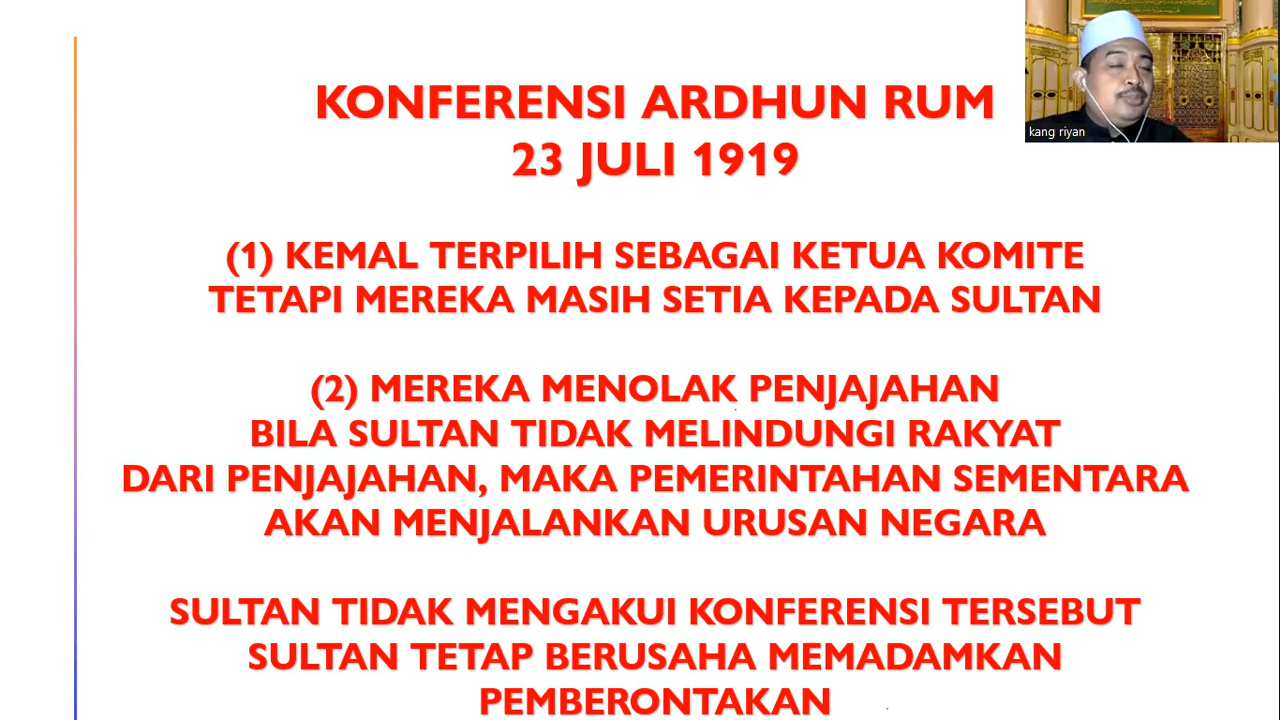 KONFERENSI ARDHUN RUM
23 JULI 1919
kang riyan
(1) KEMAL TERPILIH SEBAGAI KETUA KOMITE
TETAPI MEREKA MASIH SETIA KEPADA SULTAN
(2) MEREKA MENOLAK PENJAJAHAN
BILA SULTAN TIDAK MELINDUNGI RAKYAT
DARI PENJAJAHAN, MAKA PEMERINTAHAN SEMENTARA
AKAN MENJALANKAN URUSAN NEGARA
SULTAN TIDAK MENGAKUI KONFERENSI TERSEBUT
SULTAN TETAP BERUSAHA MEMADAMKAN
PEMBERONTAKAN